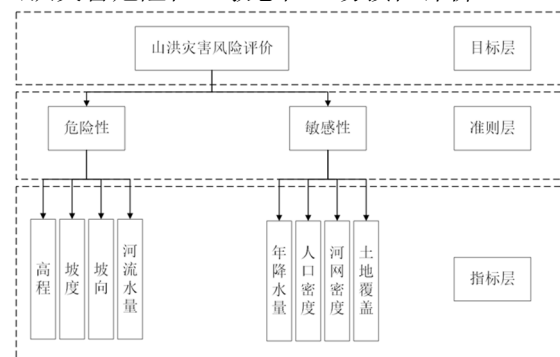 山洪灾害风险评价
目标层
危险性
敏感性
准则层
高程
坡度
坡向
河流水量
年降水量
人口密度
河网密度
土地覆盖
指标层